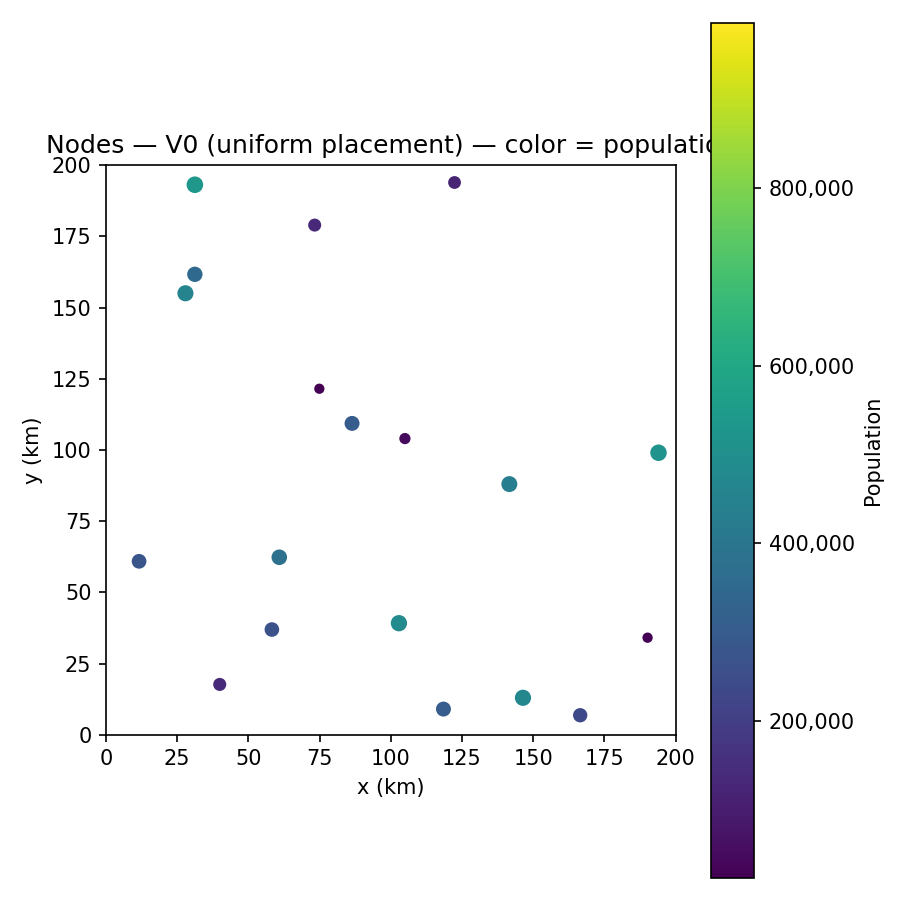 Nodes — V0 (uniform placement) — color = populatio
200
175
150
125
100
75
50
25
0
y (km)
0 25 50 75 100 125 150 175 200
x (km)
800,000
600,000
400,000
200,000
Population